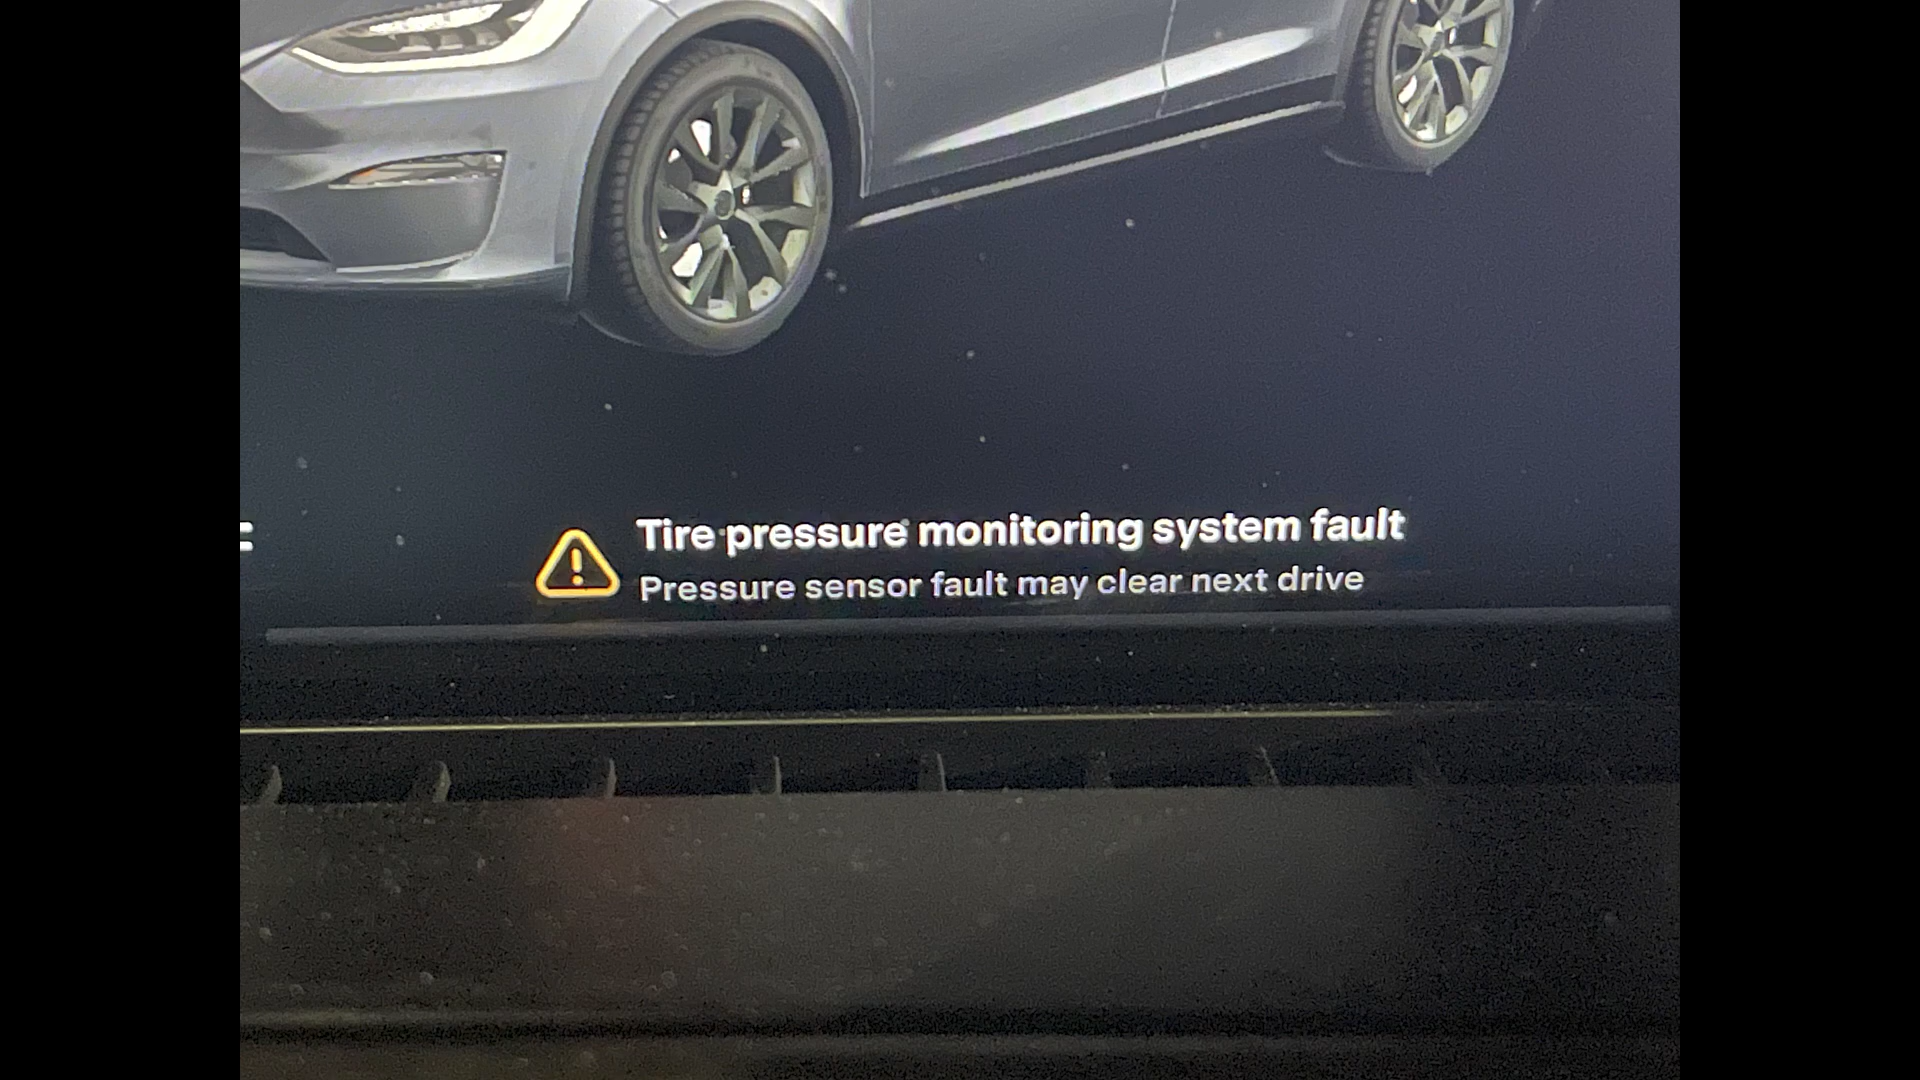 Tire pressure monitoring system fault
Pressure sensor fault may clear next drive